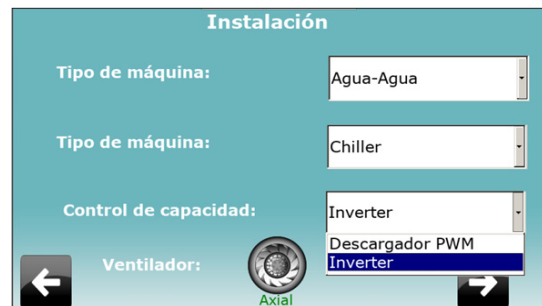 Instalación
Tipo de máquina: Agua-Agua
Tipo de máquina: Chiller
Control de capacidad: Inverter
Descargador PWM
Inverter
Ventilador:
Axial